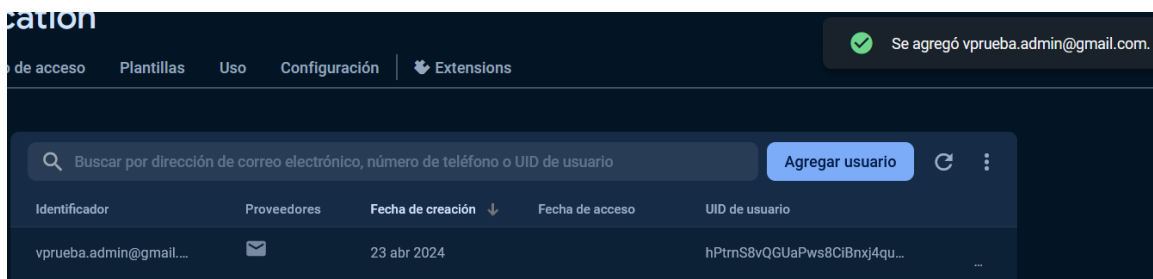 cation
Se agregó vprueba.admin@gmail.com.
o de acceso Plantillas Uso Configuración Extensions
Buscar por dirección de correo electrónico, número de teléfono o UID de usuario Agregar usuario
Identificador Proveedores Fecha de creación Fecha de acceso UID de usuario
vprueba.admin@gmail.... 23 abr 2024 hPtrnS8vQGUaPws8CiBnxj4qu... ...